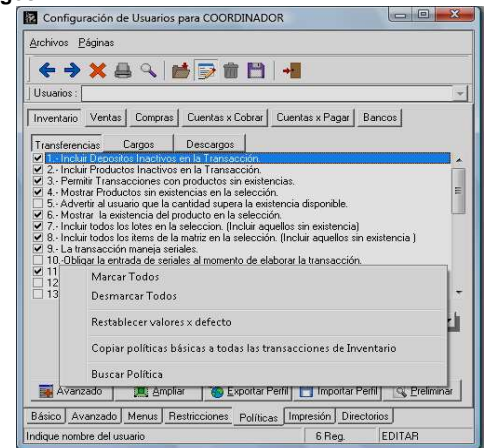 Configuración de Usuarios para COORDINADOR
Archivos Páginas
Usuarios :
Inventario Ventas Compras Cuentas x Cobrar Cuentas x Pagar Bancos
Transferencias Cargos Descargos
1.- Incluir Depositos Inactivos en la Transacción.
2.- Incluir Productos Inactivos en la Transacción.
3.- Permitir Transacciones con productos sin existencias.
4.- Mostrar Productos sin existencias en la selección.
5.- Advertir al usuario que la cantidad supera la existencia disponible.
6.- Mostrar la existencia del producto en la selección.
7.- Incluir todos los lotes en la seleccion. (Incluir aquellos sin existencia)
8.- Incluir todos los items de la matriz en la selección. (Incluir aquellos sin existencia )
9.- La transacción maneja seriales.
10.-Obligar la entrada de seriales al momento de elaborar la transacción.
11
12
13
Marcar Todos
Desmarcar Todos
Restablecer valores x defecto
Copiar políticas básicas a todas las transacciones de Inventario
Buscar Política
Avanzado Ampliar Exportar Perfil Importar Perfil Preliminar
Básico Avanzado Menus Restricciones Políticas Impresión Directorios
Indique nombre del usuario 6 Reg. EDITAR